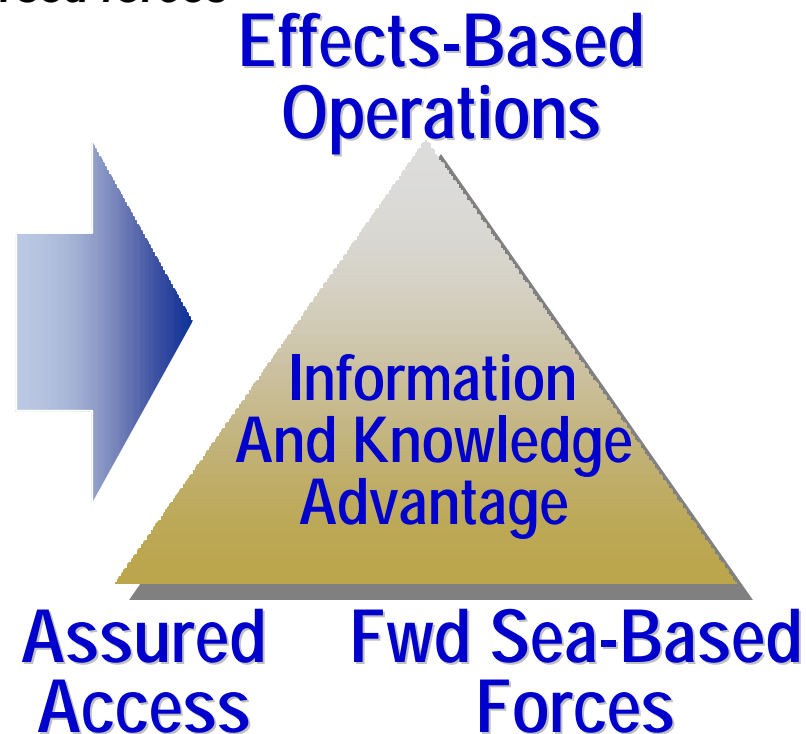 Effects-Based
Operations
Information
And Knowledge
Advantage
Assured
Access
Fwd Sea-Based
Forces